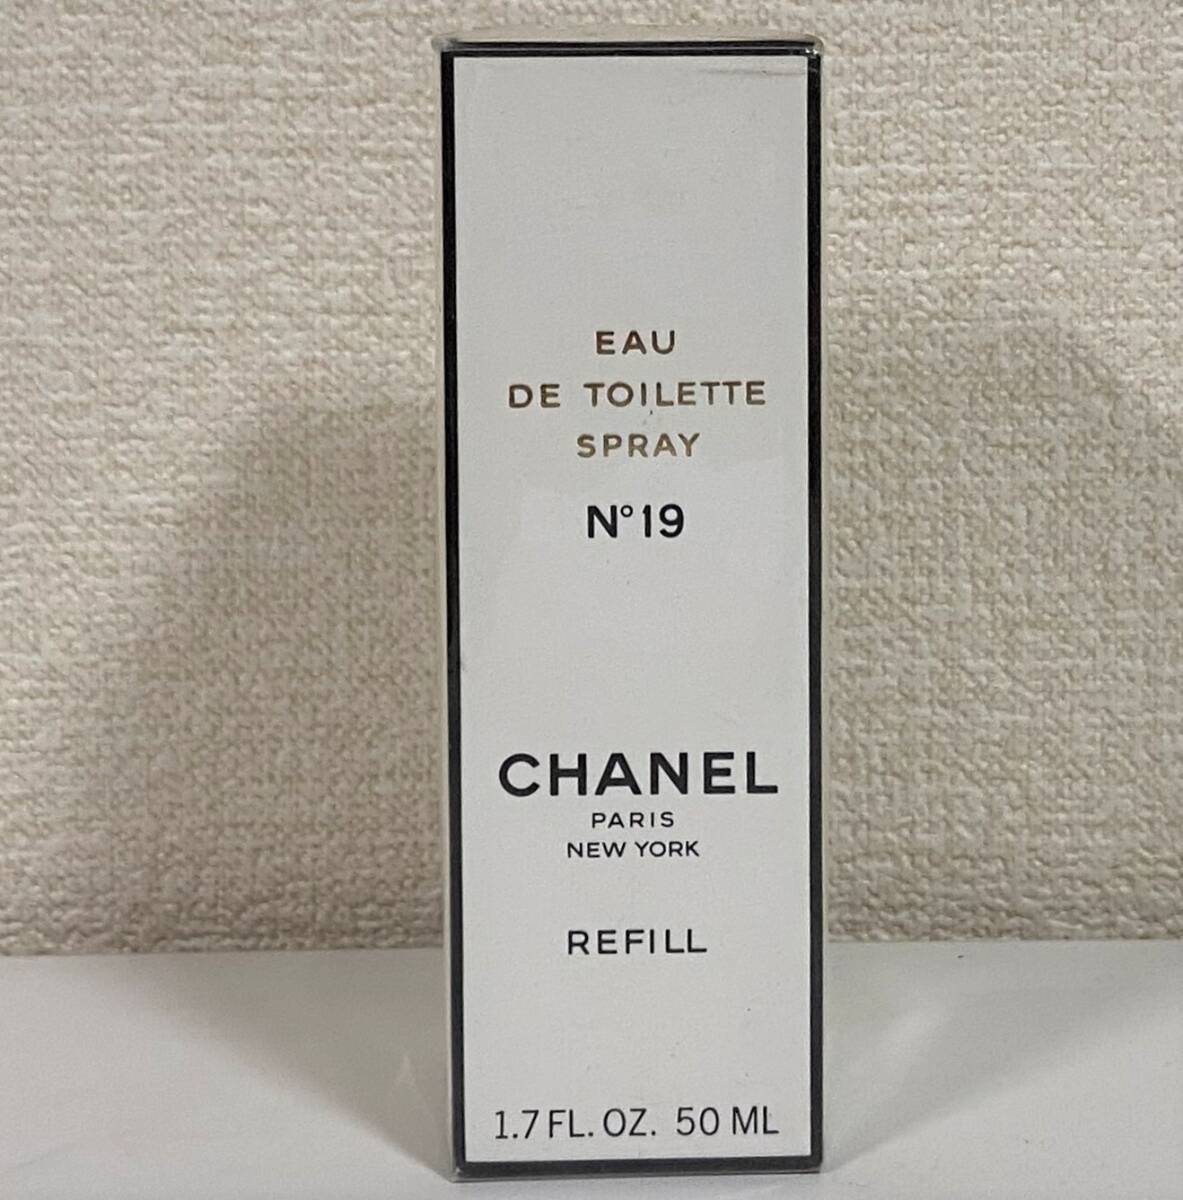 EAU
DE TOILETTE
SPRAY
N°19
CHANEL
PARIS
NEW YORK
REFILL
1.7 FL. OZ. 50 ML